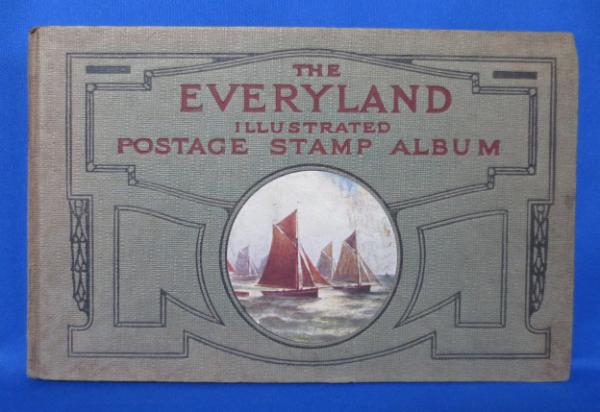 THE
EVERYLAND
ILLUSTRATED
POSTAGE STAMP ALBUM